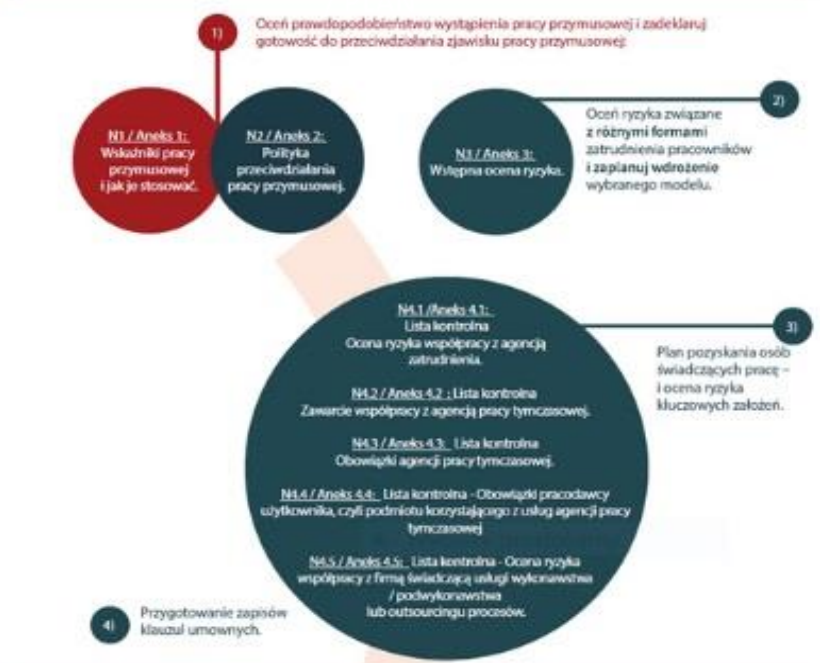 1)
Oceń prawdopodobieństwo wystąpienia pracy przymusowej i zadeklaruj
gotowość do przeciwdziałania zjawisku pracy przymusowej:
N1 / Aneks 1:
Wskaźniki pracy
przymusowej
i jak je stosować.
N2 / Aneks 2:
Polityka
przeciwdziałania
pracy przymusowej.
N3 / Aneks 3:
Wstępna ocena ryzyka.
2)
Oceń ryzyka związane
z różnymi formami
zatrudnienia pracowników
i zaplanuj wdrożenie
wybranego modelu.
N4.1 /Aneks 4.1:
Lista kontrolna
Ocena ryzyka współpracy z agencją
zatrudnienia.
N4.2 / Aneks 4.2 : Lista kontrolna
Zawarcie współpracy z agencją pracy tymczasowej.
N4.3 / Aneks 4.3: Lista kontrolna
Obowiązki agencji pracy tymczasowej.
N4.4 / Aneks 4.4: Lista kontrolna - Obowiązki pracodawcy
użytkownika, czyli podmiotu korzystającego z usług agencji pracy
tymczasowej
N4.5 / Aneks 4.5: Lista kontrolna - Ocena ryzyka
współpracy z firmą świadczącą usługi wykonawstwa
/ podwykonawstwa
lub outsourcingu procesów.
3)
Plan pozyskania osób
świadczących pracę –
i ocena ryzyka
kluczowych założeń.
4)
Przygotowanie zapisów
klauzul umownych.